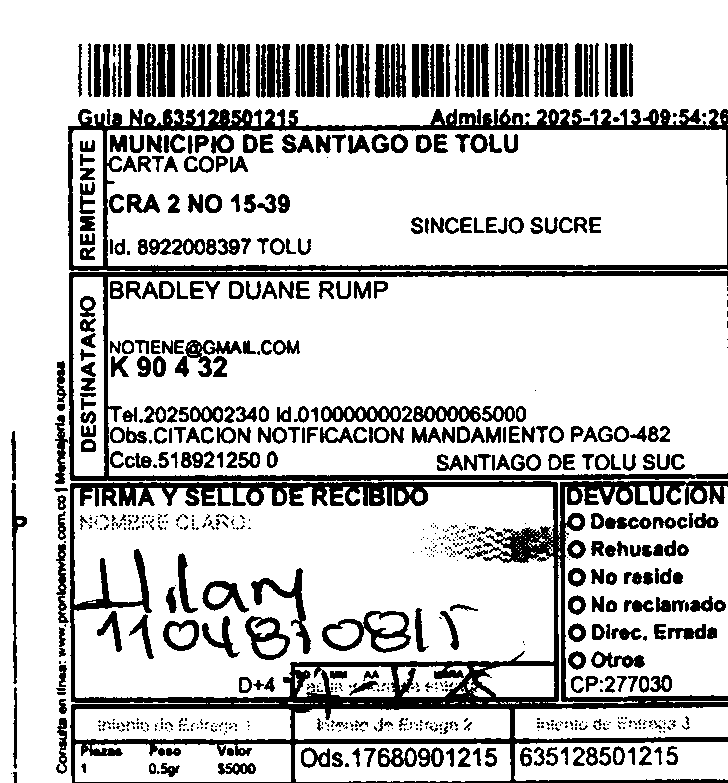 Guia No.635128501215 Admisión: 2025-12-13-09:54:26
REMITENTE
MUNICIPIO DE SANTIAGO DE TOLU
CARTA COPIA
CRA 2 NO 15-39
SINCELEJO SUCRE
Id. 8922008397 TOLU
DESTINATARIO
BRADLEY DUANE RUMP
NOTIENE@GMAIL.COM
K 90 4 32
Tel.20250002340 Id.01000000028000065000
Obs.CITACION NOTIFICACION MANDAMIENTO PAGO-482
Ccte.518921250 0 SANTIAGO DE TOLU SUC
Consulta en línea: www.prontoenvios.com.co | Mensajería expresa
FIRMA Y SELLO DE RECIBIDO
NOMBRE CLARO:
Hilary
1104870815
D+4
DEVOLUCION
Desconocido
Rehusado
No reside
No reclamado
Direc. Errada
Otros
CP:277030
Intento de Entrega 1 Intento de Entrega 2 Intento de Entrega 3
Piezas Peso Valor
1 0.5gr $5000
Ods.17680901215 635128501215